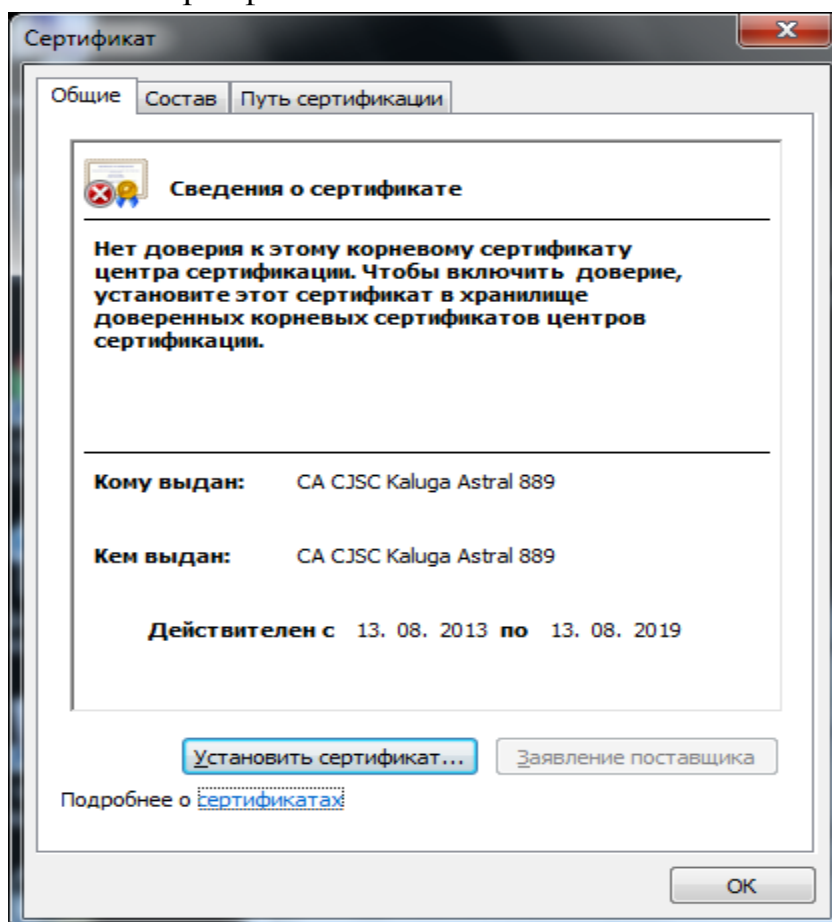 Сертификат
Общие Состав Путь сертификации
Сведения о сертификате
Нет доверия к этому корневому сертификату
центра сертификации. Чтобы включить доверие,
установите этот сертификат в хранилище
доверенных корневых сертификатов центров
сертификации.
Кому выдан: CA CJSC Kaluga Astral 889
Кем выдан: CA CJSC Kaluga Astral 889
Действителен с 13. 08. 2013 по 13. 08. 2019
Установить сертификат... Заявление поставщика
Подробнее о сертификатах
ОК